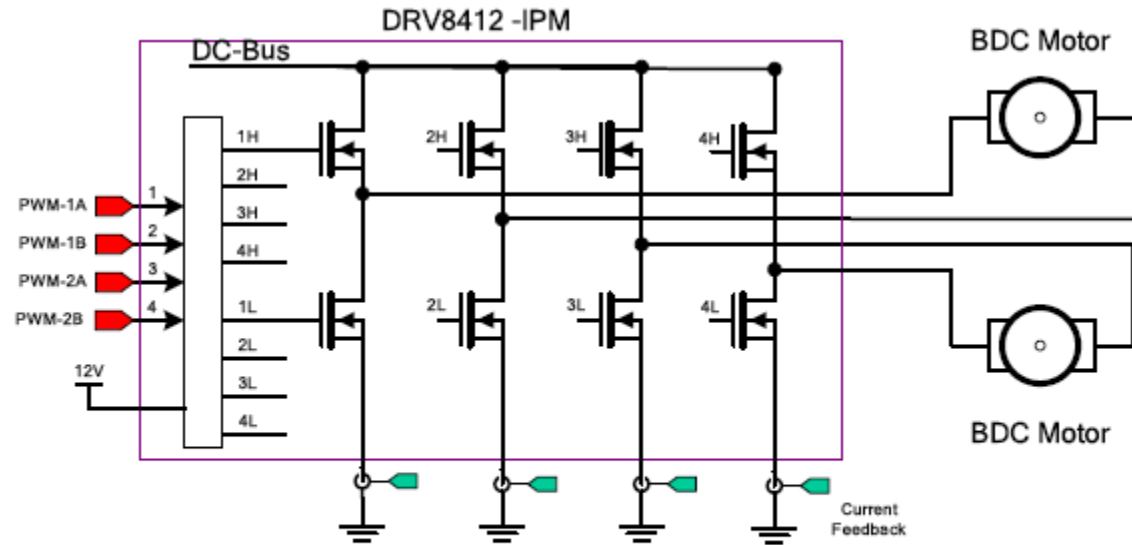 DRV8412 -IPM
DC-Bus
BDC Motor
1H
2H
3H
4H
2H
3H
4H
PWM-1A
1
PWM-1B
2
PWM-2A
3
PWM-2B
4
1L
2L
3L
4L
2L
3L
4L
12V
BDC Motor
Current
Feedback